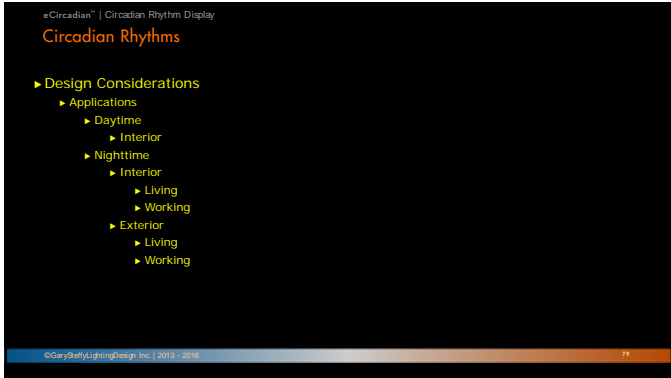 eCircadian™ | Circadian Rhythm Display
Circadian Rhythms
► Design Considerations
► Applications
► Daytime
► Interior
► Nighttime
► Interior
► Living
► Working
► Exterior
► Living
► Working
©GarySteffyLightingDesign Inc. | 2013 - 2016
79